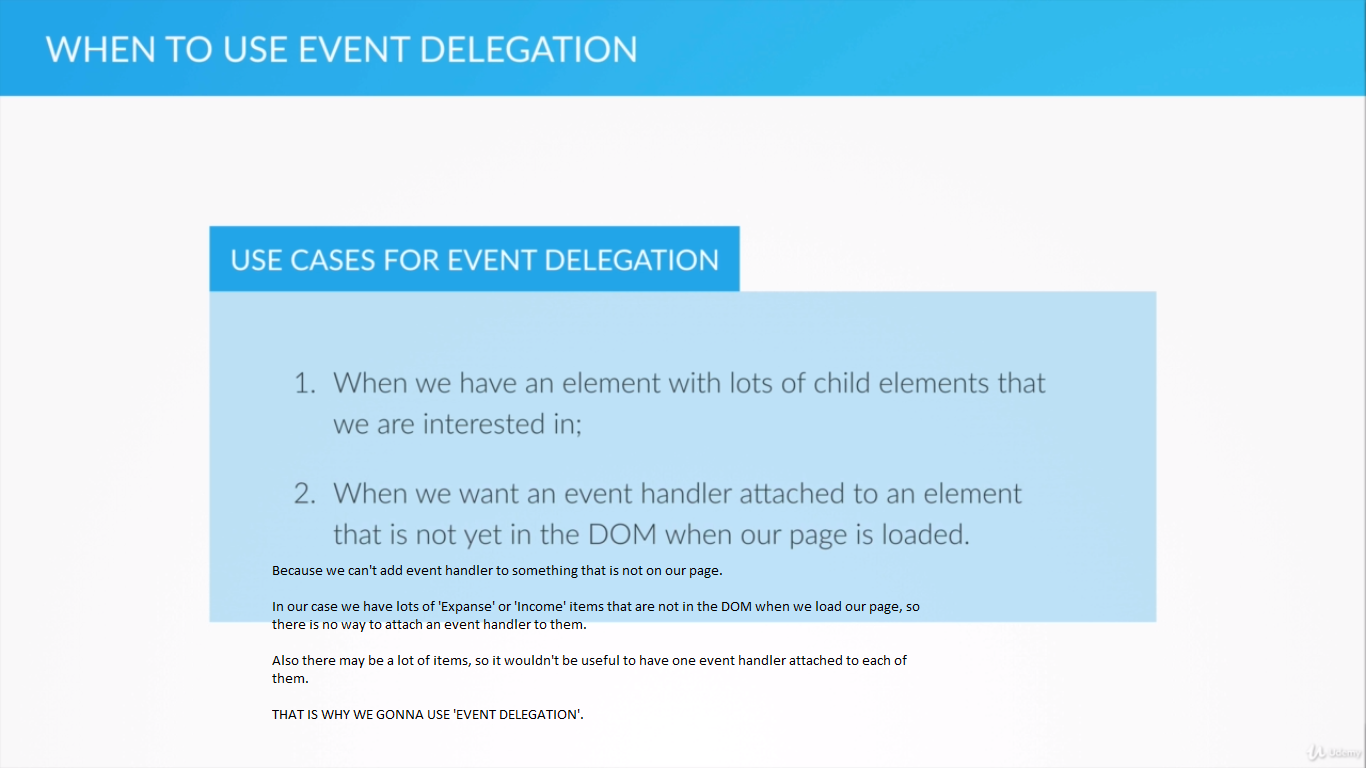 WHEN TO USE EVENT DELEGATION
USE CASES FOR EVENT DELEGATION
1. When we have an element with lots of child elements that
we are interested in;
2. When we want an event handler attached to an element
that is not yet in the DOM when our page is loaded.
Because we can't add event handler to something that is not on our page.
In our case we have lots of 'Expanse' or 'Income' items that are not in the DOM when we load our page, so
there is no way to attach an event handler to them.
Also there may be a lot of items, so it wouldn't be useful to have one event handler attached to each of
them.
THAT IS WHY WE GONNA USE 'EVENT DELEGATION'.
Udemy